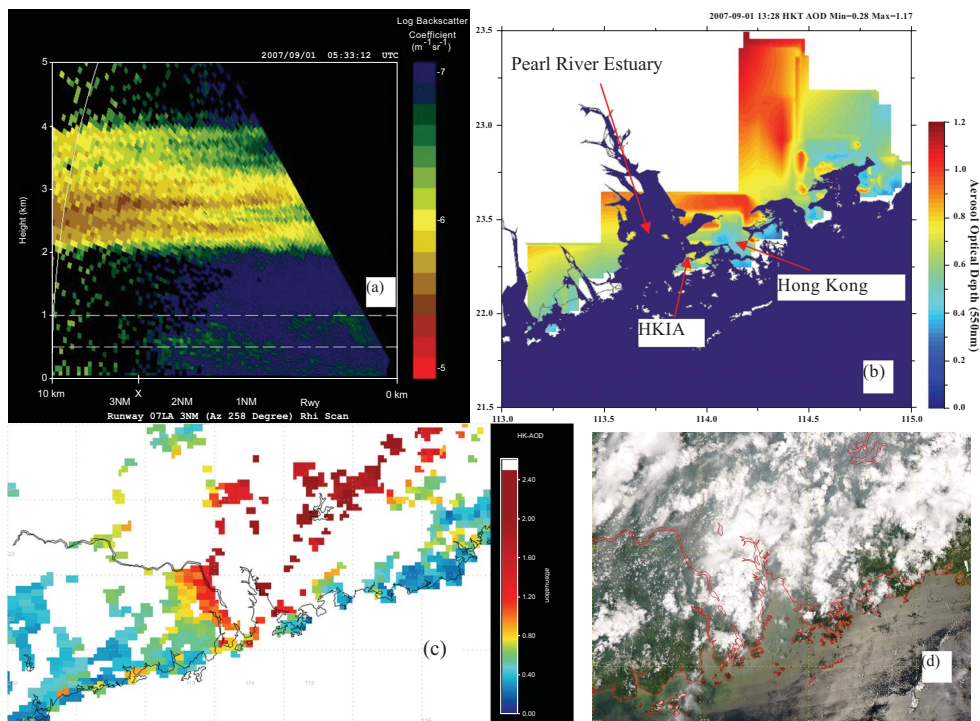 Log Backscatter
Coefficient
(m⁻¹sr⁻¹)
2007/09/01 05:33:12 UTC
5
4
3
2
1
0
Height (km)
-7
-6
-5
(a)
10 km
X
0 km
3NM
2NM
1NM
Rwy
Runway 07LA 3NM (Az 258 Degree) Rhi Scan
2007-09-01 13:28 HKT AOD Min=0.28 Max=1.17
23.5
23.0
23.5
22.0
21.5
113.0
113.5
114.0
114.5
115.0
Pearl River Estuary
Hong Kong
HKIA
(b)
1.2
1.0
0.8
0.6
0.4
0.2
0.0
Aerosol Optical Depth (550nm)
HK-AOD
2.40
2.00
1.60
1.20
0.80
0.40
0.00
attenuation
23
113
114
115
(c)
(d)